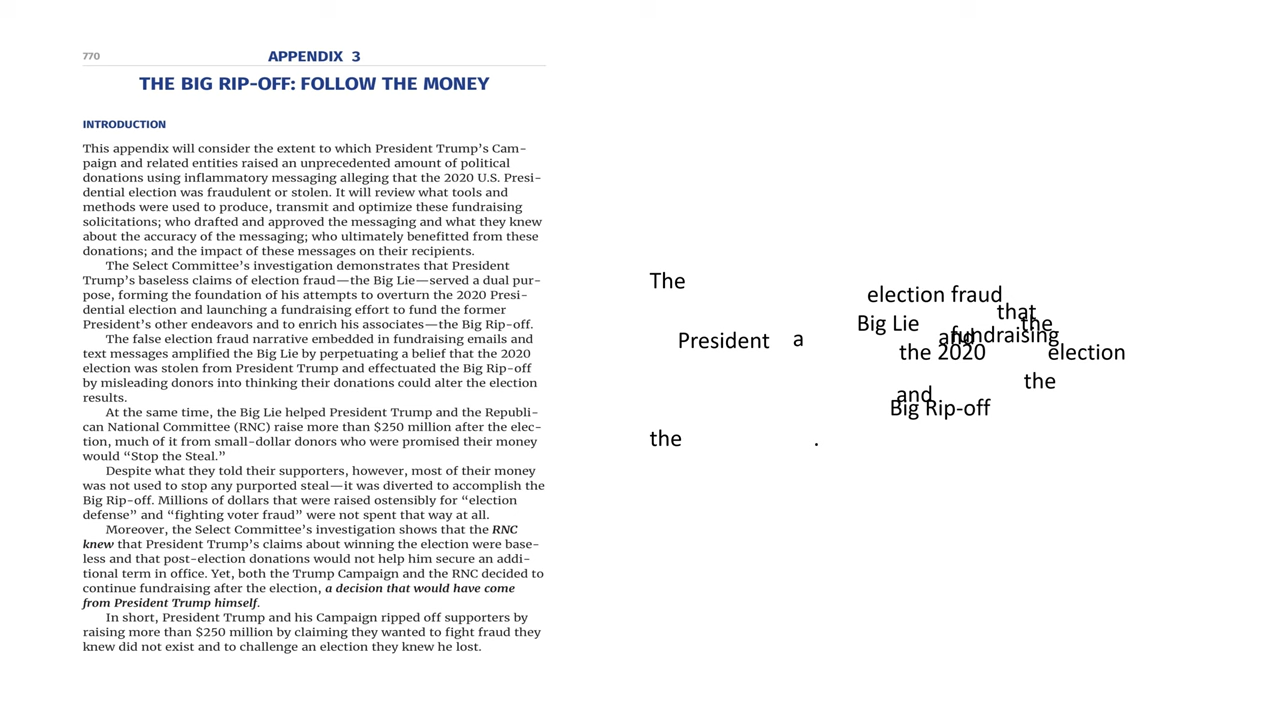 770
APPENDIX 3
THE BIG RIP-OFF: FOLLOW THE MONEY
INTRODUCTION
This appendix will consider the extent to which President Trump’s Cam-
paign and related entities raised an unprecedented amount of political
donations using inflammatory messaging alleging that the 2020 U.S. Presi-
dential election was fraudulent or stolen. It will review what tools and
methods were used to produce, transmit and optimize these fundraising
solicitations; who drafted and approved the messaging and what they knew
about the accuracy of the messaging; who ultimately benefitted from these
donations; and the impact of these messages on their recipients.
The Select Committee’s investigation demonstrates that President
Trump’s baseless claims of election fraud—the Big Lie—served a dual pur-
pose, forming the foundation of his attempts to overturn the 2020 Presi-
dential election and launching a fundraising effort to fund the former
President’s other endeavors and to enrich his associates—the Big Rip-off.
The false election fraud narrative embedded in fundraising emails and
text messages amplified the Big Lie by perpetuating a belief that the 2020
election was stolen from President Trump and effectuated the Big Rip-off
by misleading donors into thinking their donations could alter the election
results.
At the same time, the Big Lie helped President Trump and the Republi-
can National Committee (RNC) raise more than $250 million after the elec-
tion, much of it from small-dollar donors who were promised their money
would “Stop the Steal.”
Despite what they told their supporters, however, most of their money
was not used to stop any purported steal—it was diverted to accomplish the
Big Rip-off. Millions of dollars that were raised ostensibly for “election
defense” and “fighting voter fraud” were not spent that way at all.
Moreover, the Select Committee’s investigation shows that the RNC
knew that President Trump’s claims about winning the election were base-
less and that post-election donations would not help him secure an addi-
tional term in office. Yet, both the Trump Campaign and the RNC decided to
continue fundraising after the election, a decision that would have come
from President Trump himself.
In short, President Trump and his Campaign ripped off supporters by
raising more than $250 million by claiming they wanted to fight fraud they
knew did not exist and to challenge an election they knew he lost.
The
election fraud
that
Big Lie
the
and
fundraising
President
a
the 2020
election
the
and
Big Rip-off
the
.